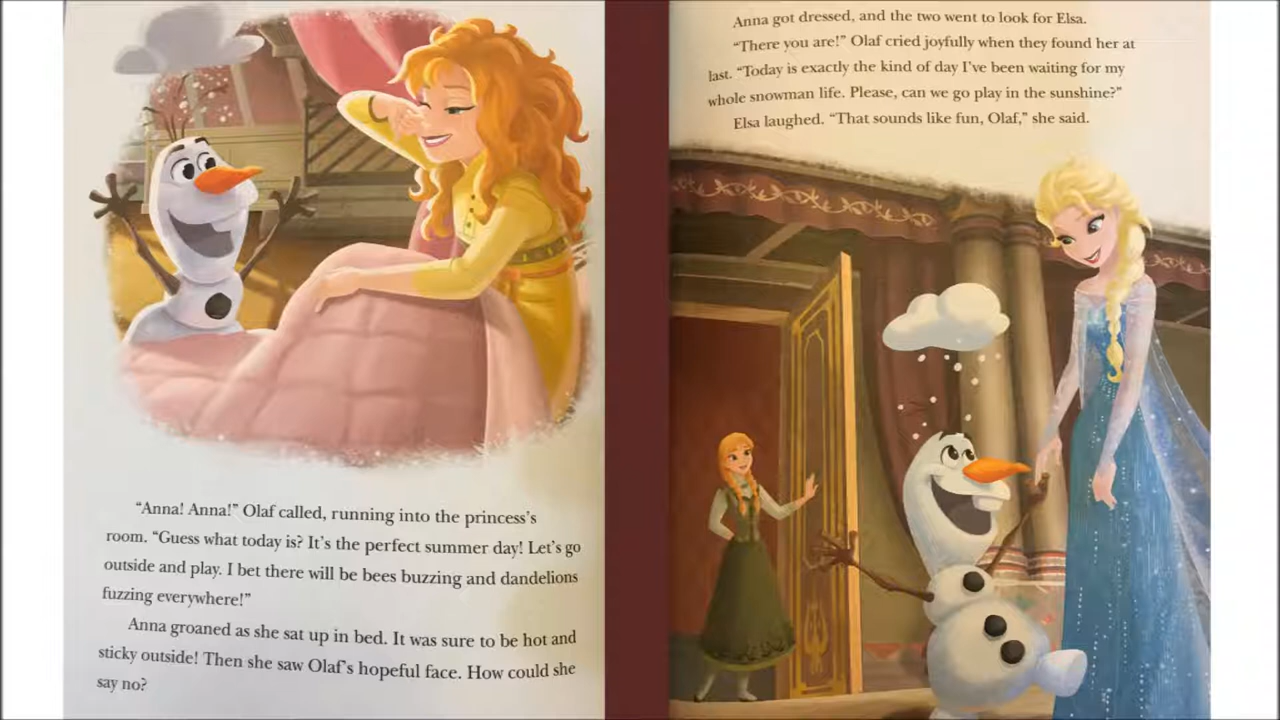 “Anna! Anna!” Olaf called, running into the princess’s
room. “Guess what today is? It’s the perfect summer day! Let’s go
outside and play. I bet there will be bees buzzing and dandelions
fuzzing everywhere!”
Anna groaned as she sat up in bed. It was sure to be hot and
sticky outside! Then she saw Olaf’s hopeful face. How could she
say no?
Anna got dressed, and the two went to look for Elsa.
“There you are!” Olaf cried joyfully when they found her at
last. “Today is exactly the kind of day I’ve been waiting for my
whole snowman life. Please, can we go play in the sunshine?”
Elsa laughed. “That sounds like fun, Olaf,” she said.